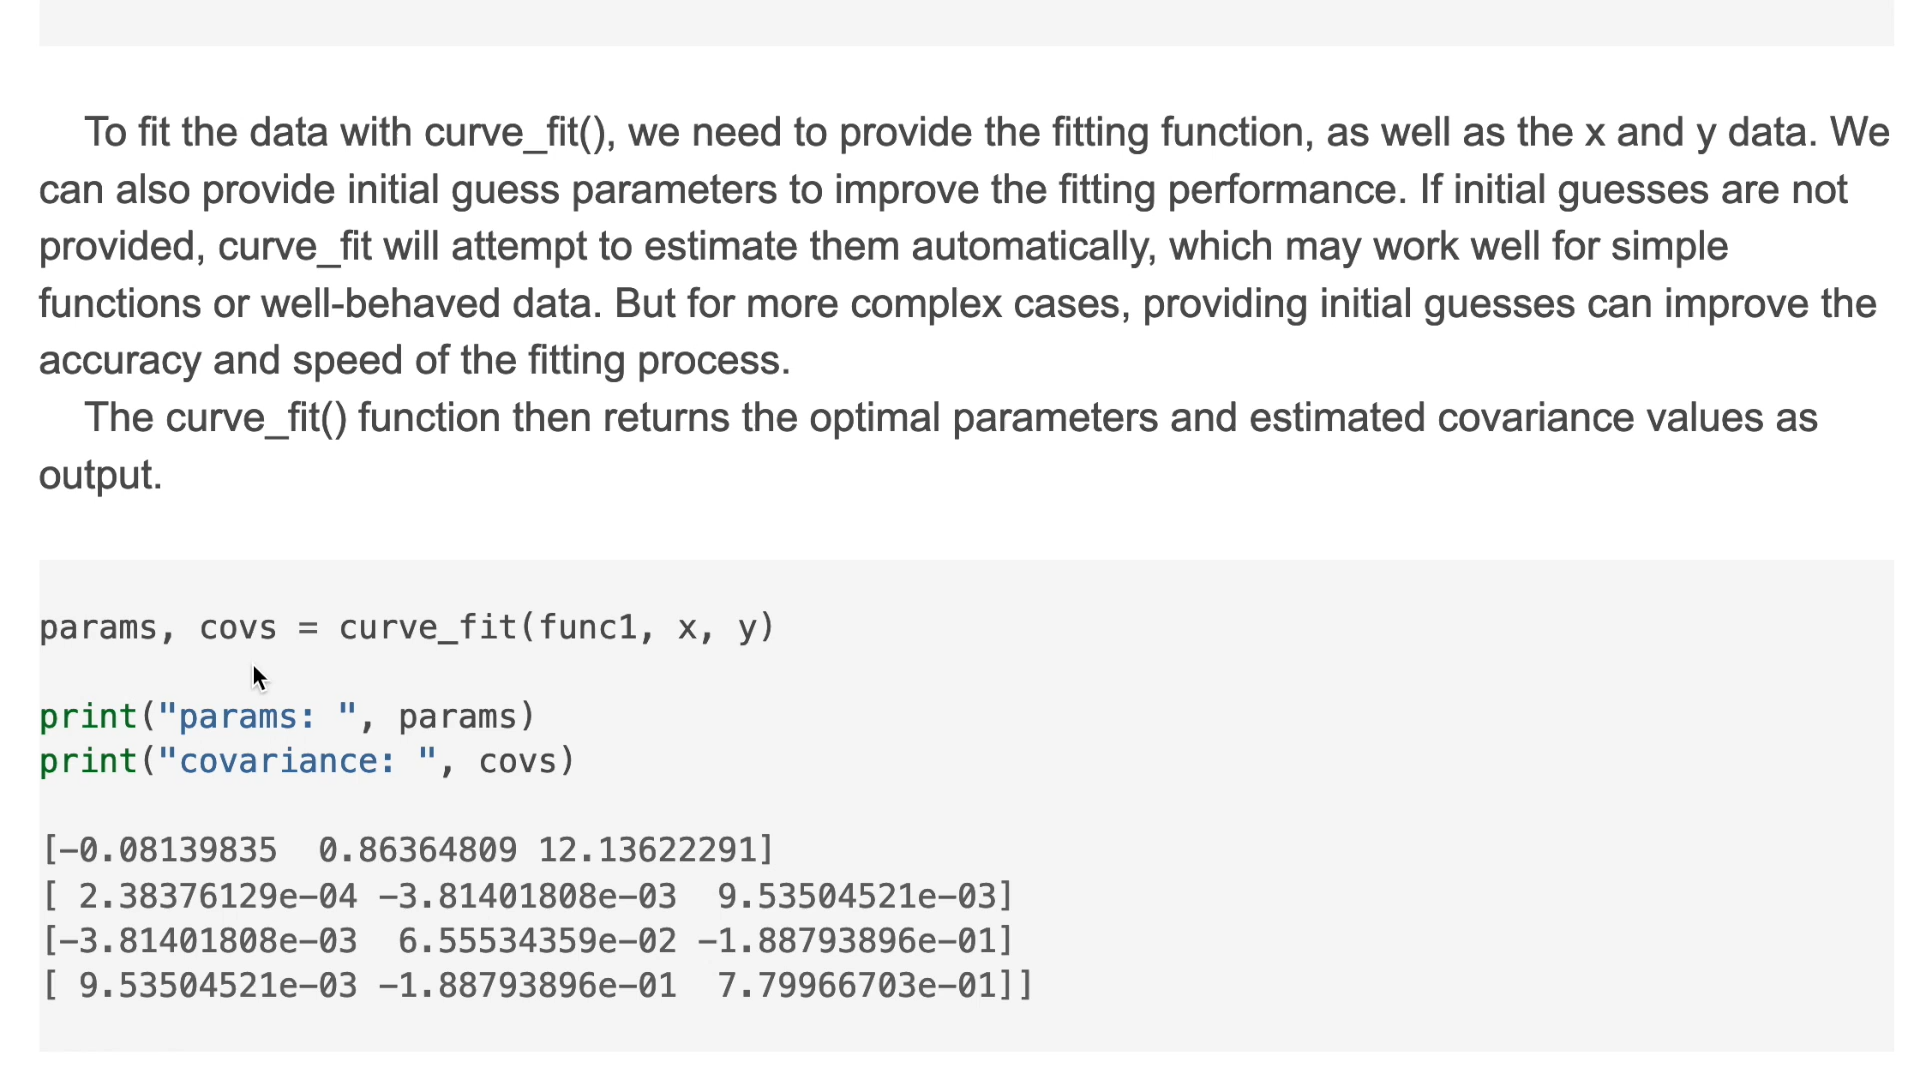 To fit the data with curve_fit(), we need to provide the fitting function, as well as the x and y data. We
can also provide initial guess parameters to improve the fitting performance. If initial guesses are not
provided, curve_fit will attempt to estimate them automatically, which may work well for simple
functions or well-behaved data. But for more complex cases, providing initial guesses can improve the
accuracy and speed of the fitting process.
The curve_fit() function then returns the optimal parameters and estimated covariance values as
output.
params, covs = curve_fit(func1, x, y)
print("params: ", params)
print("covariance: ", covs)
[-0.08139835  0.86364809 12.13622291]
[ 2.38376129e-04 -3.81401808e-03  9.53504521e-03]
[-3.81401808e-03  6.55534359e-02 -1.88793896e-01]
[ 9.53504521e-03 -1.88793896e-01  7.79966703e-01]]